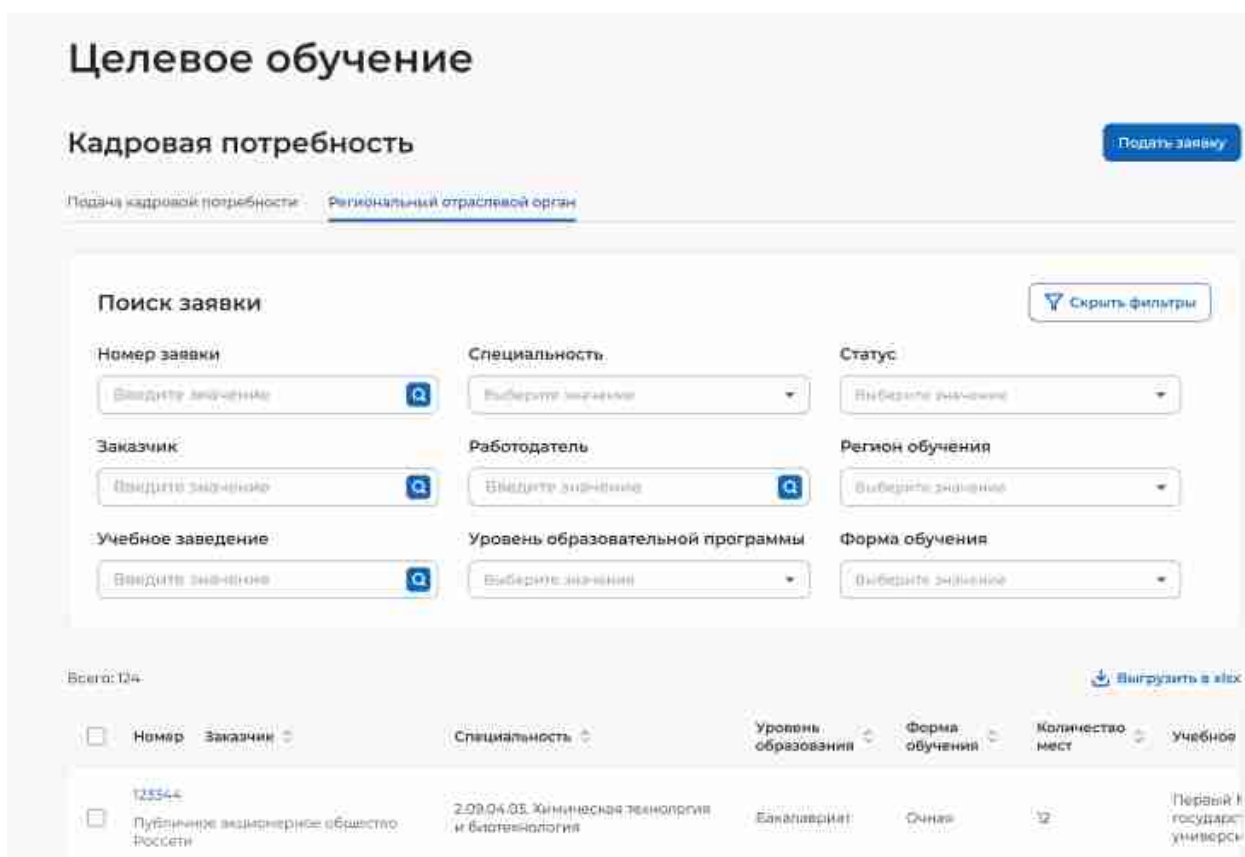 Целевое обучение
Кадровая потребность
Подать заявку
Подача кадровой потребности Региональный отраслевой орган
Поиск заявки
Скрыть фильтры
Номер заявки Специальность Статус
Введите значение Выберите значение Выберите значение
Заказчик Работодатель Регион обучения
Введите значение Введите значение Выберите значение
Учебное заведение Уровень образовательной программы Форма обучения
Введите значение Выберите значение Выберите значение
Всего: 124 Выгрузить в xlsx
Номер Заказчик Специальность Уровень образования Форма обучения Количество мест Учебное
123344
Публичное акционерное общество
Россети
2.09.04.03. Химическая технология
и биотехнология
Бакалавриат Очная 12
Первый
государст
универси